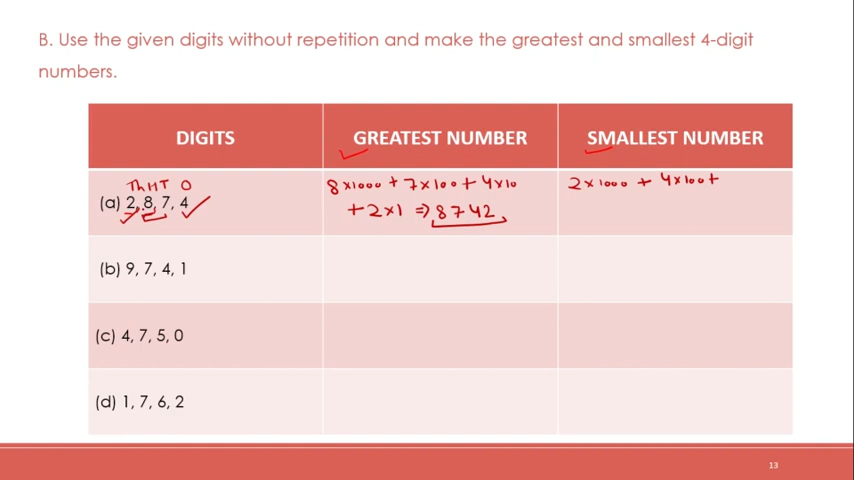 B. Use the given digits without repetition and make the greatest and smallest 4-digit
numbers.
DIGITS
GREATEST NUMBER
SMALLEST NUMBER
Th H T O
(a) 2, 8, 7, 4
8×1000 + 7×100 + 4×10
+ 2×1 ⇒ 8742
2×1000 + 4×100+
(b) 9, 7, 4, 1
(c) 4, 7, 5, 0
(d) 1, 7, 6, 2
13